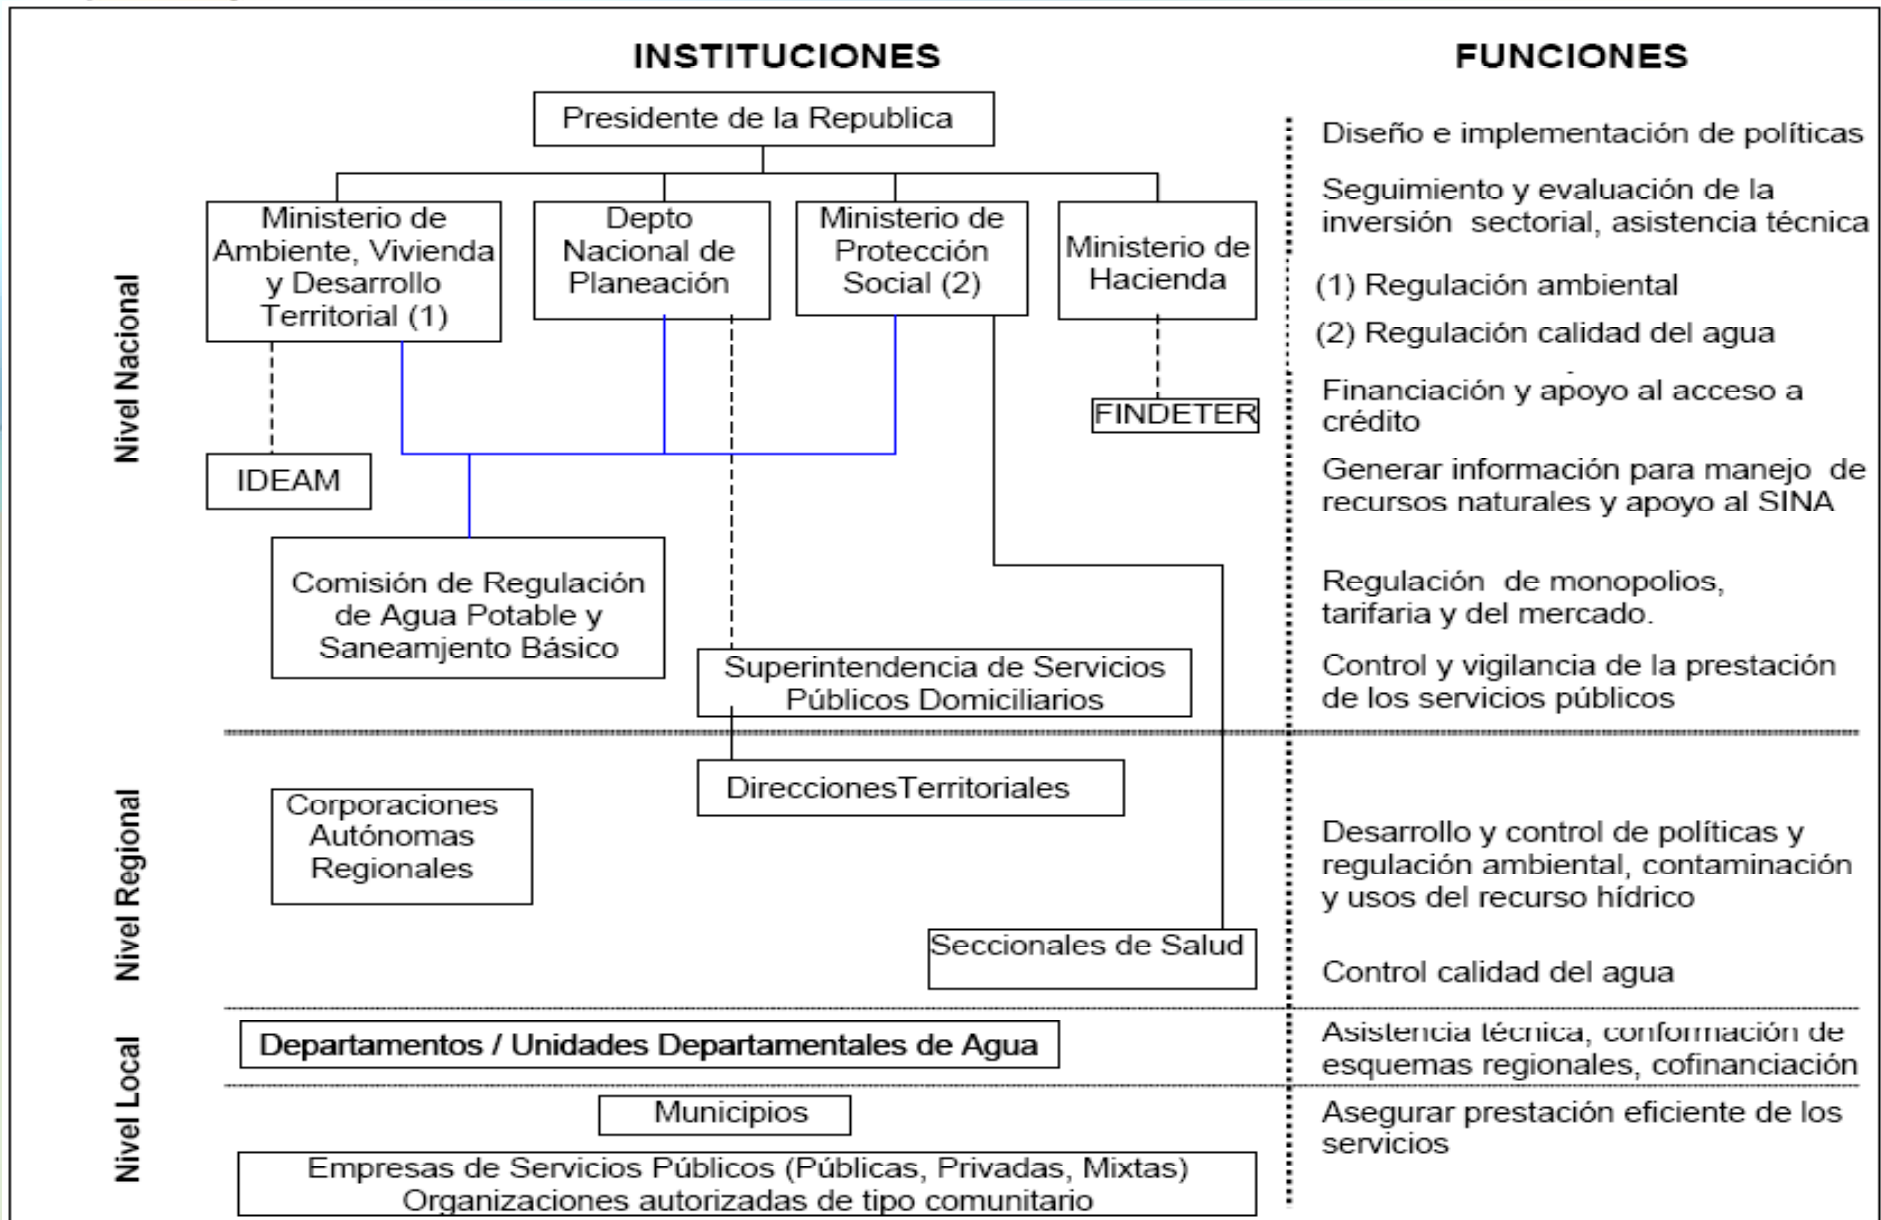 INSTITUCIONES
FUNCIONES
Presidente de la Republica
Ministerio de
Ambiente, Vivienda
y Desarrollo
Territorial (1)
Depto
Nacional de
Planeación
Ministerio de
Protección
Social (2)
Ministerio de
Hacienda
FINDETER
IDEAM
Comisión de Regulación
de Agua Potable y
Saneamjento Básico
Superintendencia de Servicios
Públicos Domiciliarios
Nivel Nacional
Diseño e implementación de políticas
Seguimiento y evaluación de la
inversión sectorial, asistencia técnica
(1) Regulación ambiental
(2) Regulación calidad del agua
Financiación y apoyo al acceso a
crédito
Generar información para manejo de
recursos naturales y apoyo al SINA
Regulación de monopolios,
tarifaria y del mercado.
Control y vigilancia de la prestación
de los servicios públicos
Nivel Regional
DireccionesTerritoriales
Corporaciones
Autónomas
Regionales
Seccionales de Salud
Desarrollo y control de políticas y
regulación ambiental, contaminación
y usos del recurso hídrico
Control calidad del agua
Nivel Local
Departamentos / Unidades Departamentales de Agua
Asistencia técnica, conformación de
esquemas regionales, cofinanciación
Municipios
Empresas de Servicios Públicos (Públicas, Privadas, Mixtas)
Organizaciones autorizadas de tipo comunitario
Asegurar prestación eficiente de los
servicios